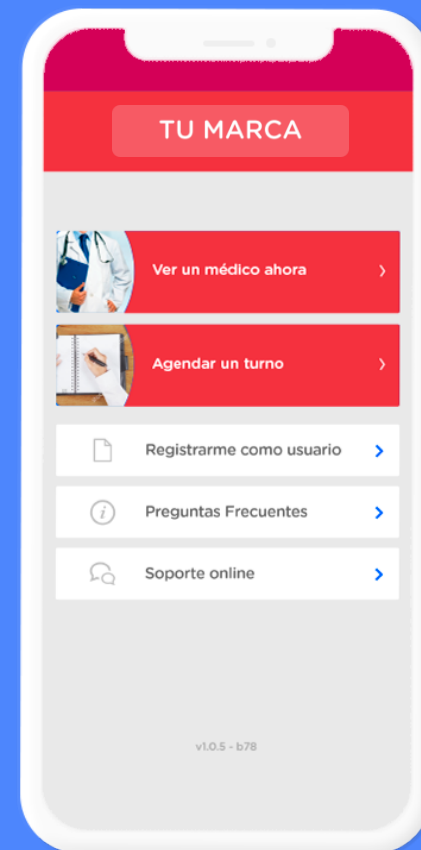 TU MARCA
Ver un médico ahora
Agendar un turno
Registrarme como usuario
Preguntas Frecuentes
Soporte online
v1.0.5 - b78